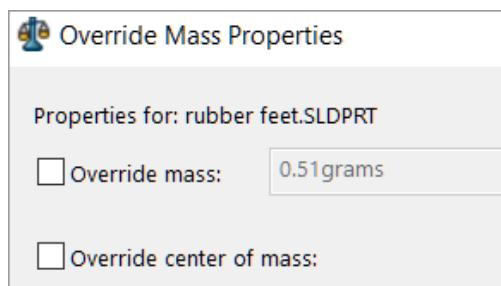 Override Mass Properties
Properties for: rubber feet.SLDPRT
Override mass: 0.51grams
Override center of mass: